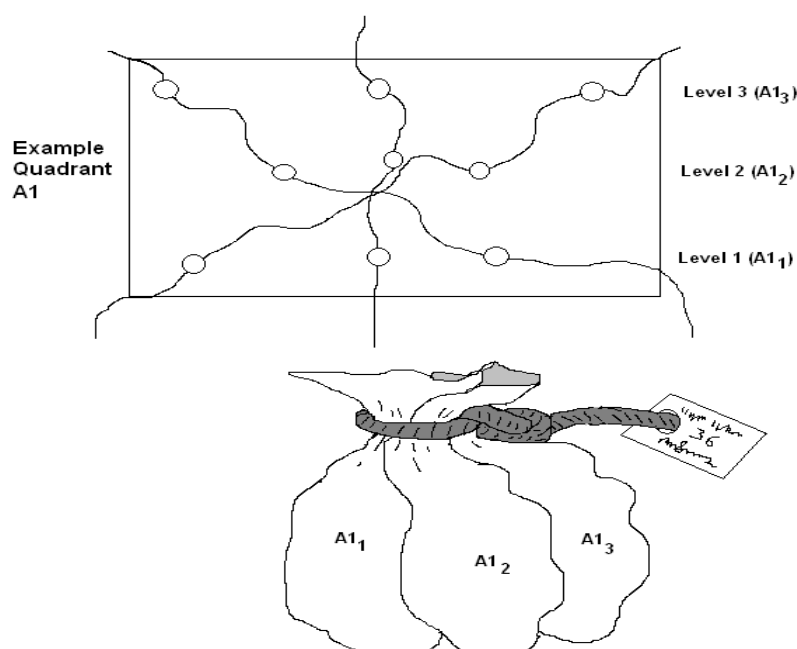 Level 3 (A1₃)
Example
Quadrant
A1
Level 2 (A1₂)
Level 1 (A1₁)
36
A1₁
A1₂
A1₃